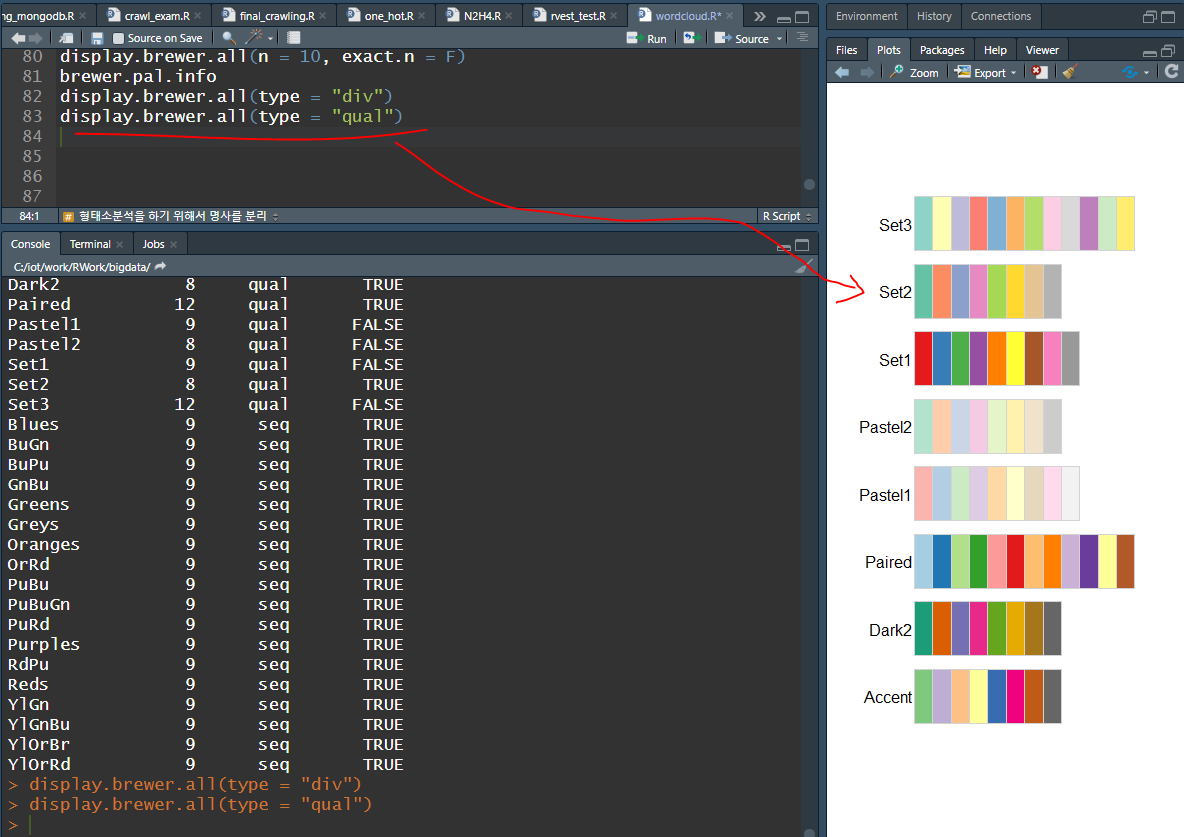 ng_mongodb.R × crawl_exam.R × final_crawling.R × one_hot.R × N2H4.R × rvest_test.R × wordcloud.R* ×
Source on Save Run Source
80 display.brewer.all(n = 10, exact.n = F)
81 brewer.pal.info
82 display.brewer.all(type = "div")
83 display.brewer.all(type = "qual")
84
85
86
87
84:1 # 형태소분석을 하기 위해서 명사를 분리 R Script
Console Terminal × Jobs ×
C:/iot/work/RWork/bigdata/
Dark2 8 qual TRUE
Paired 12 qual TRUE
Pastel1 9 qual FALSE
Pastel2 8 qual FALSE
Set1 9 qual FALSE
Set2 8 qual TRUE
Set3 12 qual FALSE
Blues 9 seq TRUE
BuGn 9 seq TRUE
BuPu 9 seq TRUE
GnBu 9 seq TRUE
Greens 9 seq TRUE
Greys 9 seq TRUE
Oranges 9 seq TRUE
OrRd 9 seq TRUE
PuBu 9 seq TRUE
PuBuGn 9 seq TRUE
PuRd 9 seq TRUE
Purples 9 seq TRUE
RdPu 9 seq TRUE
Reds 9 seq TRUE
YlGn 9 seq TRUE
YlGnBu 9 seq TRUE
YlOrBr 9 seq TRUE
YlOrRd 9 seq TRUE
> display.brewer.all(type = "div")
> display.brewer.all(type = "qual")
>
Environment History Connections
Files Plots Packages Help Viewer
Zoom Export
Set3
Set2
Set1
Pastel2
Pastel1
Paired
Dark2
Accent